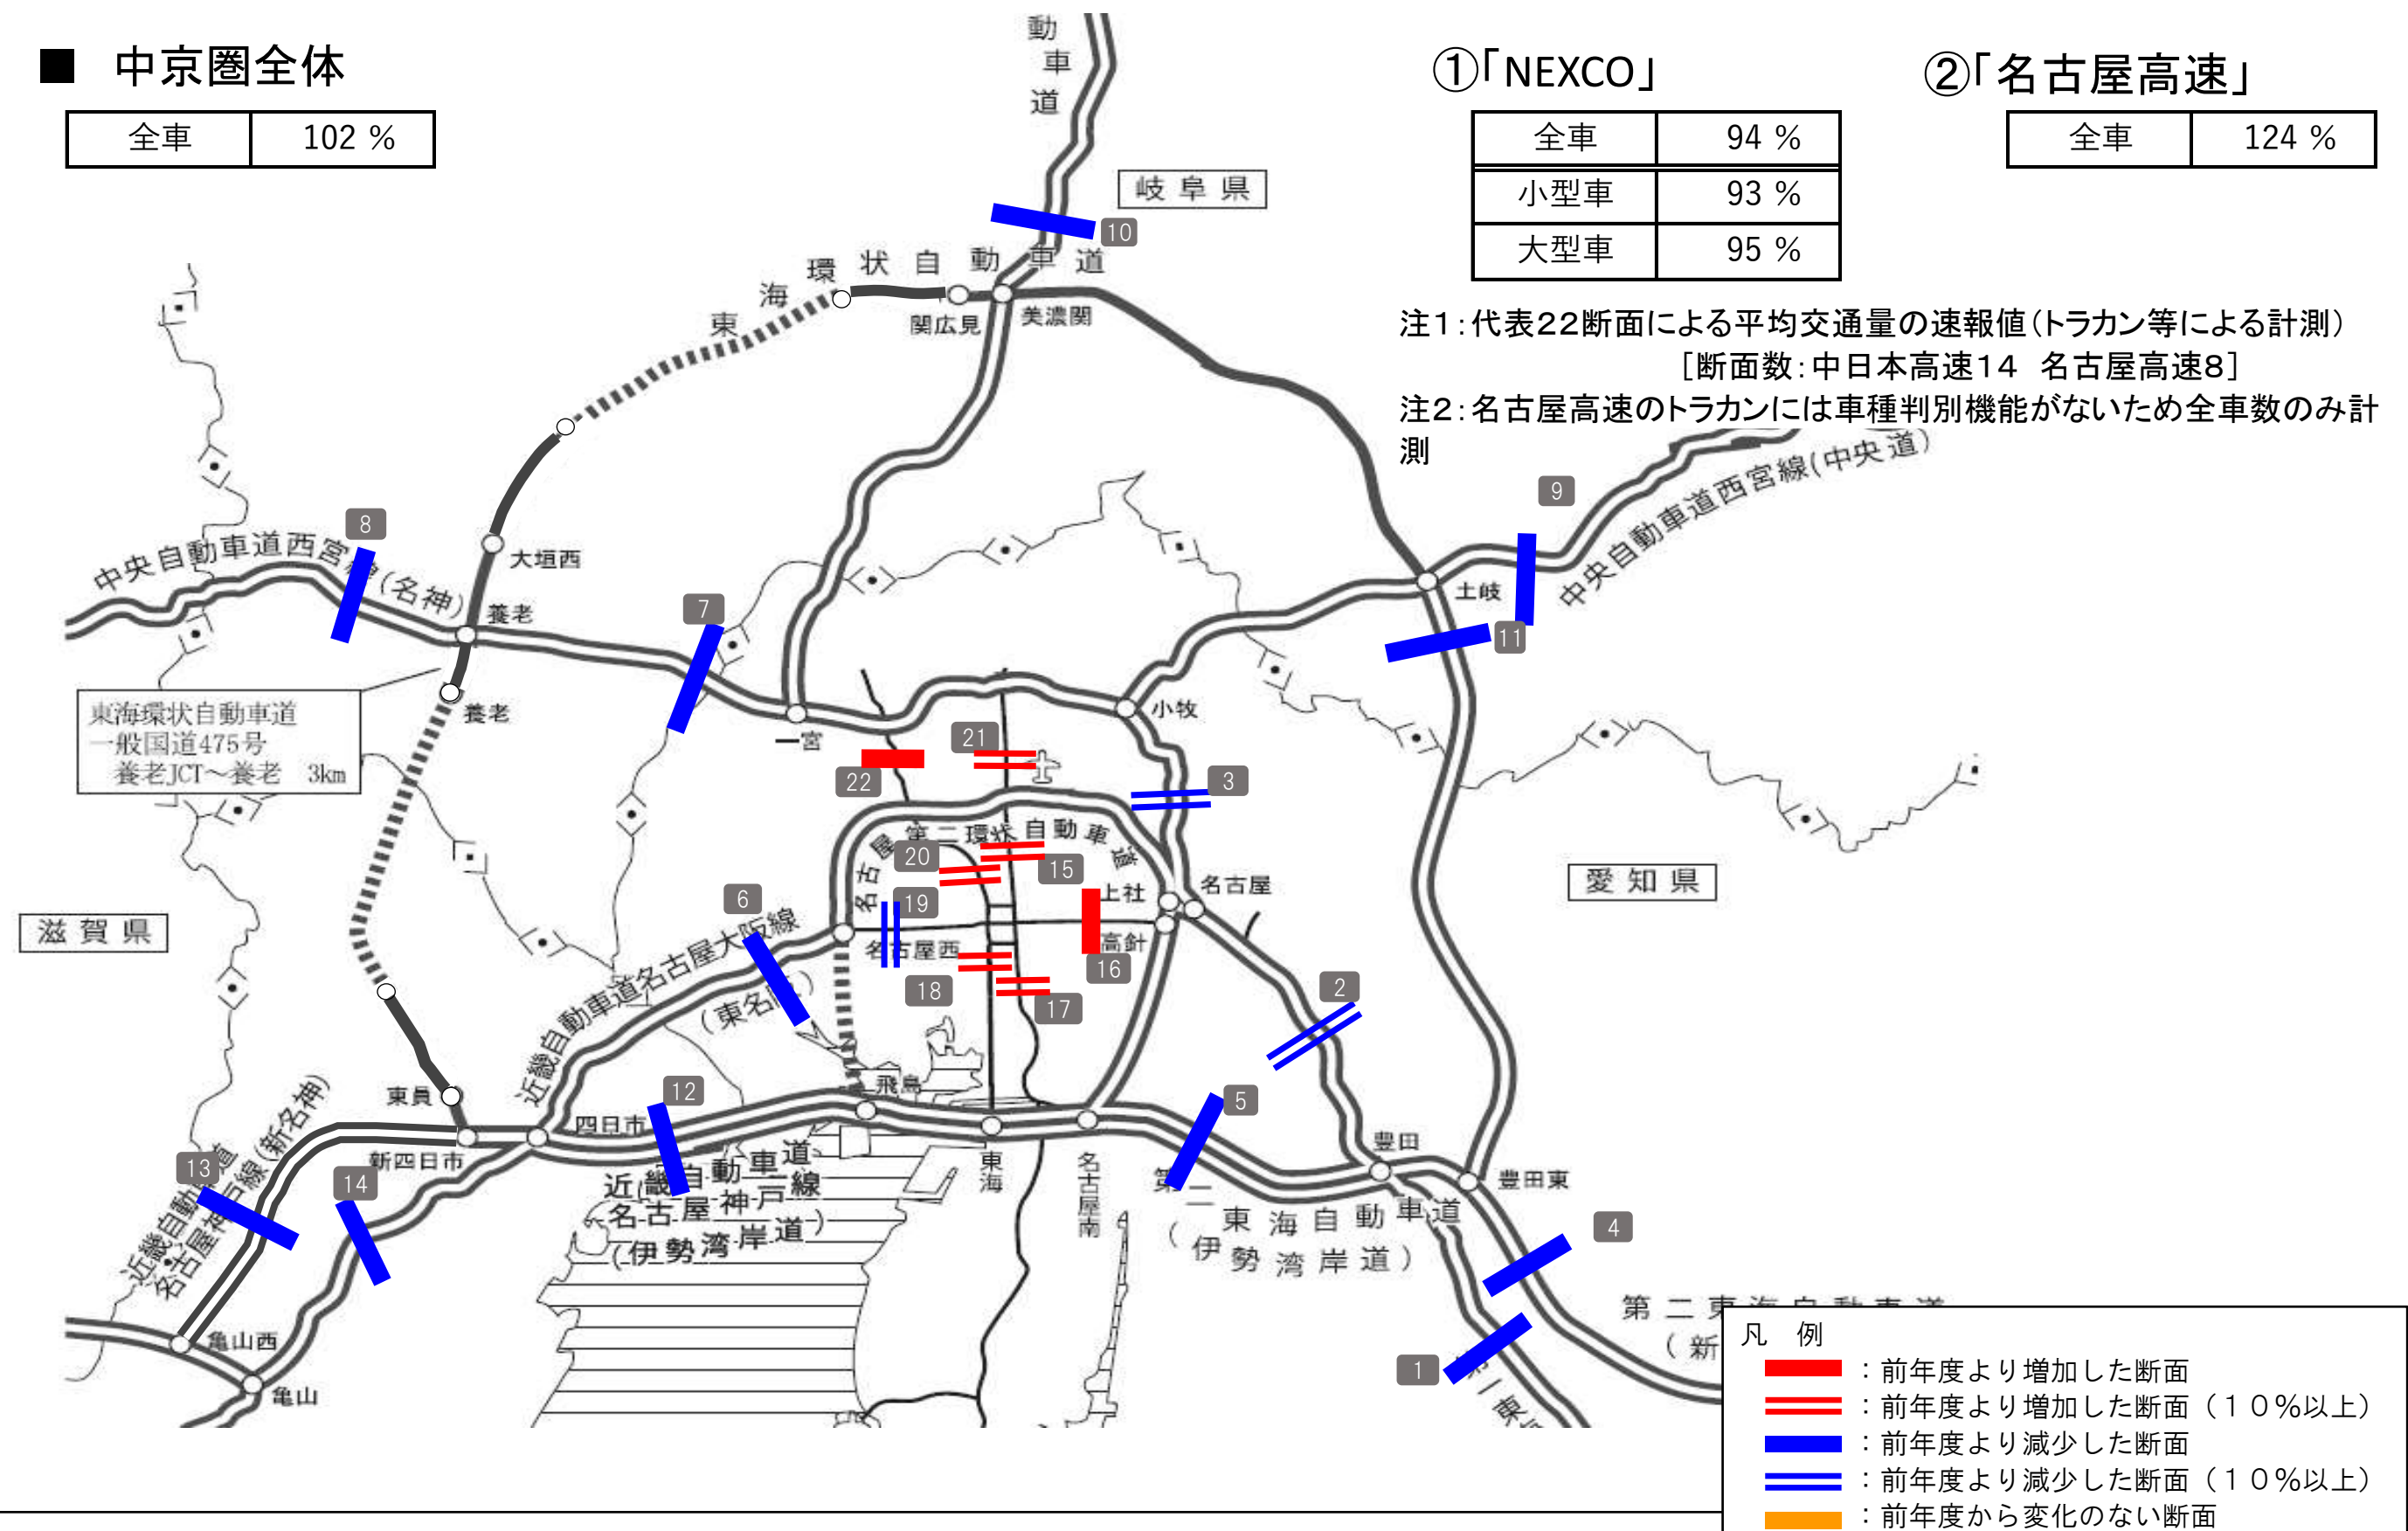 ■ 中京圏全体
全車 102 %
①「NEXCO」
全車 94 %
小型車 93 %
大型車 95 %
②「名古屋高速」
全車 124 %
注1：代表22断面による平均交通量の速報値（トラカン等による計測）
［断面数：中日本高速14 名古屋高速8］
注2：名古屋高速のトラカンには車種判別機能がないため全車数のみ計
測
動車道
岐阜県
10
東海環状自動車道
関広見
美濃関
9
中央自動車道西宮線(中央道)
8
中央自動車道西宮線(名神)
大垣西
養老
7
土岐
11
東海環状自動車道
一般国道475号
養老JCT～養老 3km
養老
一宮
小牧
21
22
3
名古屋第二環状自動車道
20
15
19
上社
名古屋
愛知県
滋賀県
6
名古屋西
高針
16
18
17
2
近畿自動車道名古屋大阪線
(東名阪)
東員
飛島
12
5
四日市
新四日市
豊田
豊田東
13
14
近畿自動車道
名古屋神戸線(新名神)
近畿自動車道
名古屋神戸線
(伊勢湾岸道)
東海
名古屋南
第二東海自動車道
(伊勢湾岸道)
4
亀山西
亀山
1
第二東海自動車道
(新
第一東
凡 例
：前年度より増加した断面
：前年度より増加した断面（１０％以上）
：前年度より減少した断面
：前年度より減少した断面（１０％以上）
：前年度から変化のない断面